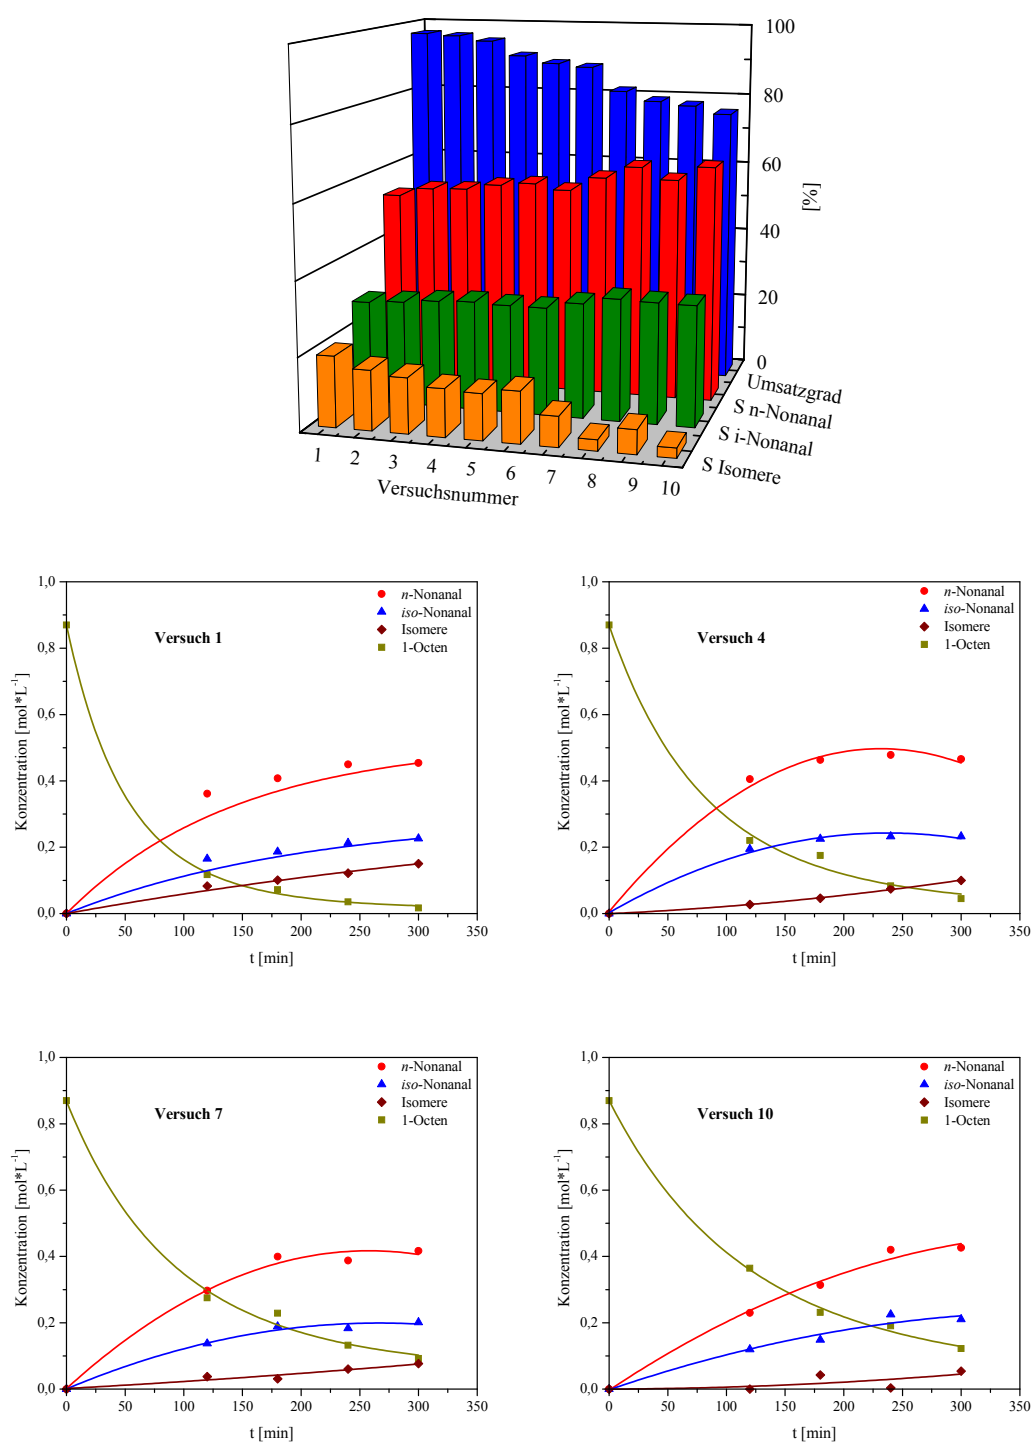 100
80
60
40
20
0
[%]
Umsatzgrad
S n-Nonanal
S i-Nonanal
S Isomere
1 2 3 4 5 6 7 8 9 10
Versuchsnummer
1,0
0,8
0,6
0,4
0,2
0,0
Konzentration [mol*L⁻¹]
Versuch 1
n-Nonanal
iso-Nonanal
Isomere
1-Octen
0 50 100 150 200 250 300 350
t [min]
1,0
0,8
0,6
0,4
0,2
0,0
Konzentration [mol*L⁻¹]
Versuch 4
n-Nonanal
iso-Nonanal
Isomere
1-Octen
0 50 100 150 200 250 300 350
t [min]
1,0
0,8
0,6
0,4
0,2
0,0
Konzentration [mol*L⁻¹]
Versuch 7
n-Nonanal
iso-Nonanal
Isomere
1-Octen
0 50 100 150 200 250 300 350
t [min]
1,0
0,8
0,6
0,4
0,2
0,0
Konzentration [mol*L⁻¹]
Versuch 10
n-Nonanal
iso-Nonanal
Isomere
1-Octen
0 50 100 150 200 250 300 350
t [min]